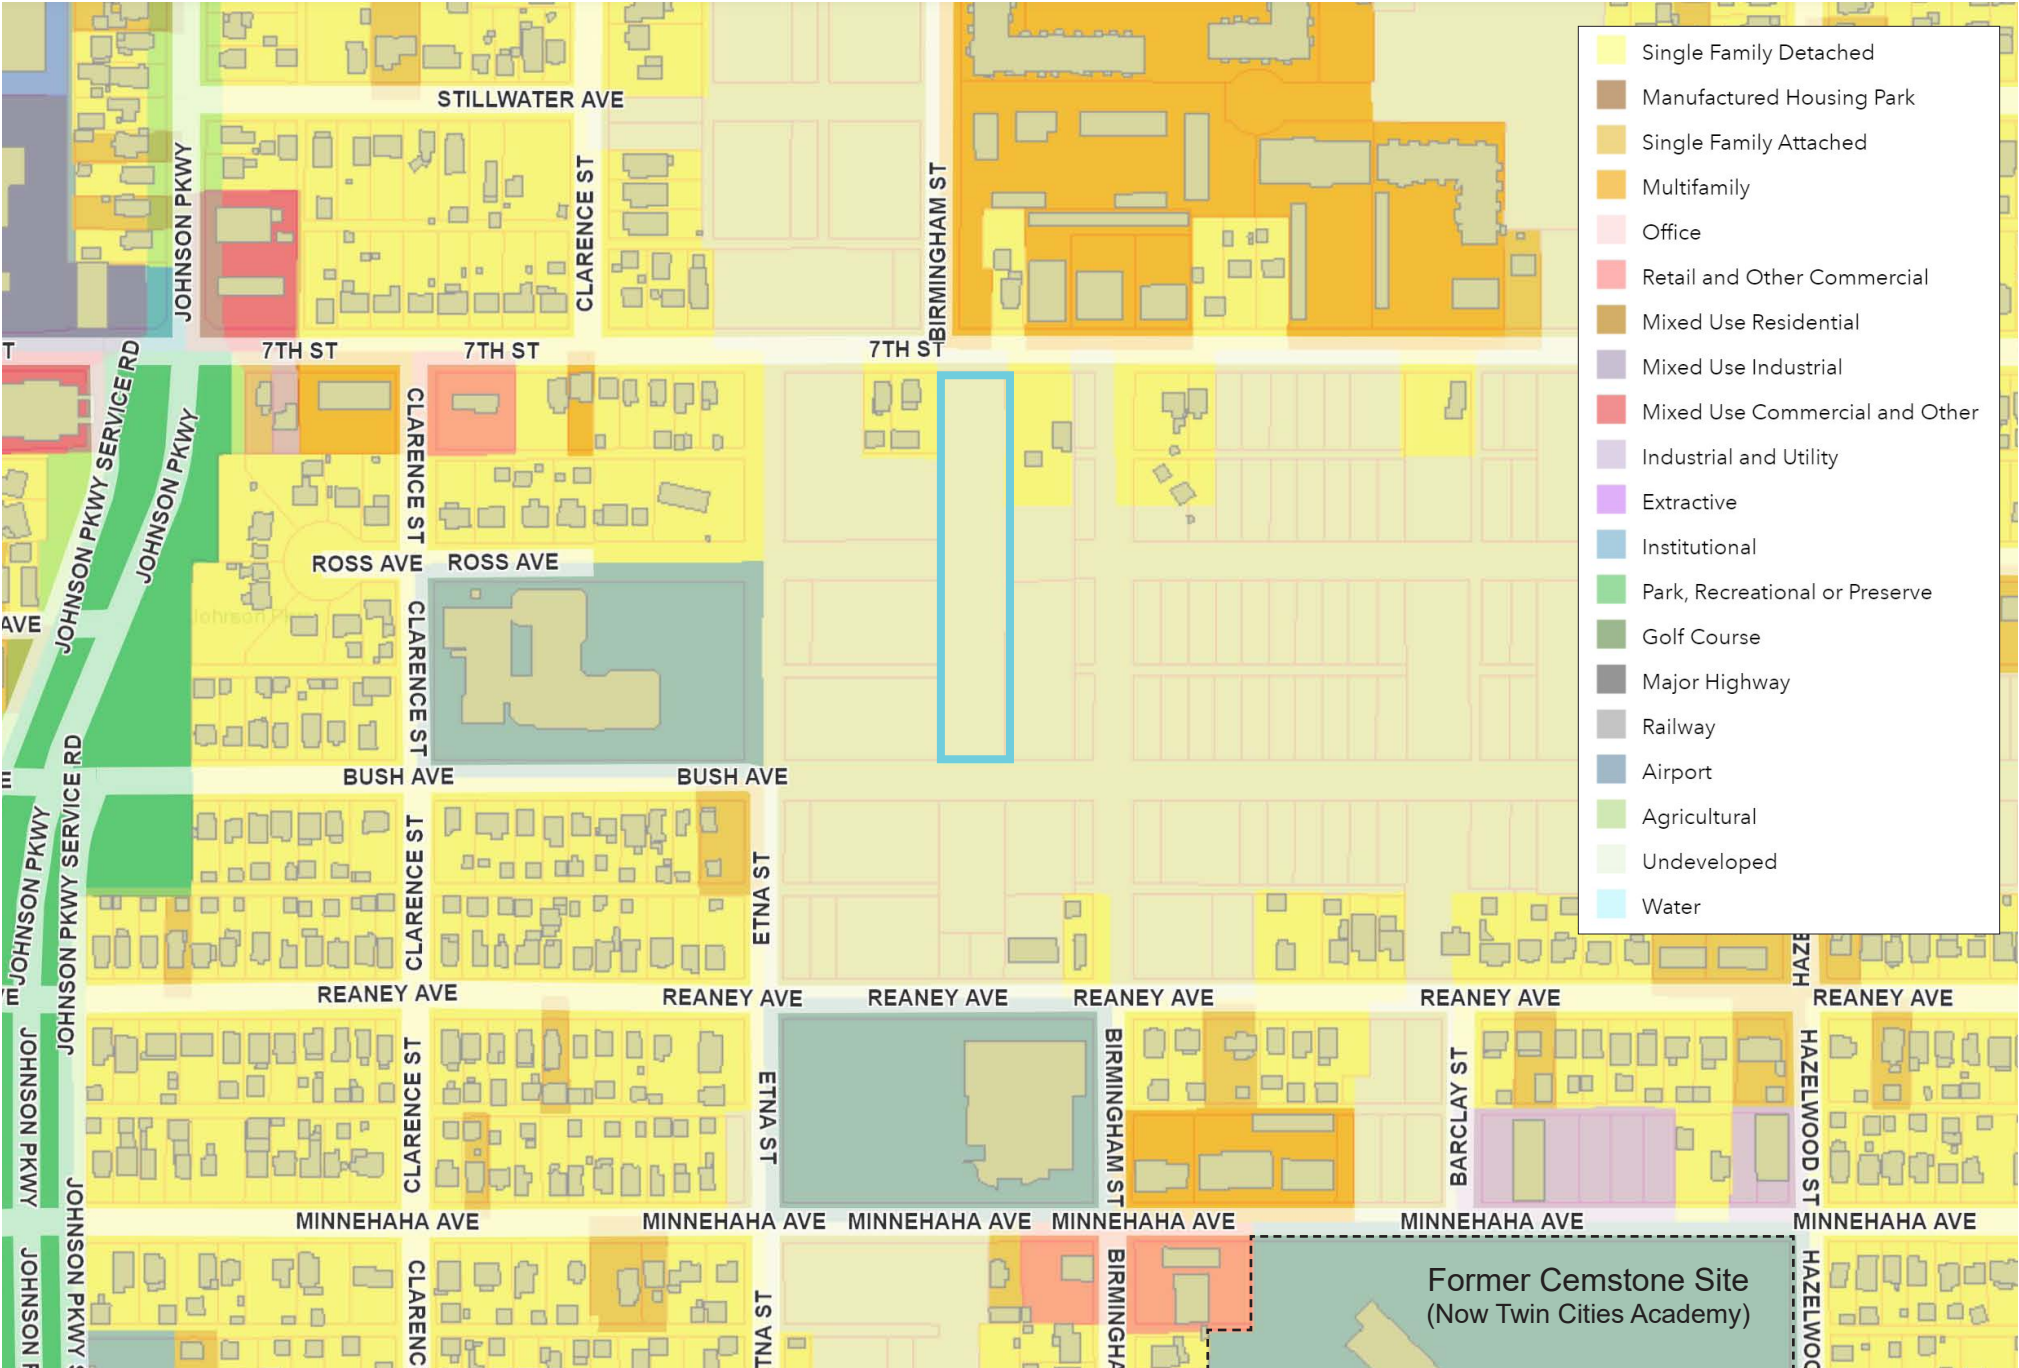 STILLWATER AVE
JOHNSON PKWY
CLARENCE ST
BIRMINGHAM ST
Single Family Detached
Manufactured Housing Park
Single Family Attached
Multifamily
Office
Retail and Other Commercial
Mixed Use Residential
Mixed Use Industrial
Mixed Use Commercial and Other
Industrial and Utility
Extractive
Institutional
Park, Recreational or Preserve
Golf Course
Major Highway
Railway
Airport
Agricultural
Undeveloped
Water
T
7TH ST
7TH ST
7TH ST
JOHNSON PKWY SERVICE RD
JOHNSON PKWY
CLARENCE ST
ROSS AVE
ROSS AVE
Johnson Pkwy
AVE
CLARENCE ST
E
BUSH AVE
BUSH AVE
JOHNSON PKWY
JOHNSON PKWY SERVICE RD
CLARENCE ST
ETNA ST
HAZE
E
REANEY AVE
REANEY AVE
REANEY AVE
REANEY AVE
REANEY AVE
REANEY AVE
JOHNSON PKWY
CLARENCE ST
ETNA ST
BIRMINGHAM ST
BARCLAY ST
HAZELWOOD ST
MINNEHAHA AVE
MINNEHAHA AVE
MINNEHAHA AVE
MINNEHAHA AVE
MINNEHAHA AVE
MINNEHAHA AVE
JOHNSON P
JOHNSON PKWY S
CLARENC
TNA ST
BIRMINGHA
HAZELWOO
Former Cemstone Site
(Now Twin Cities Academy)